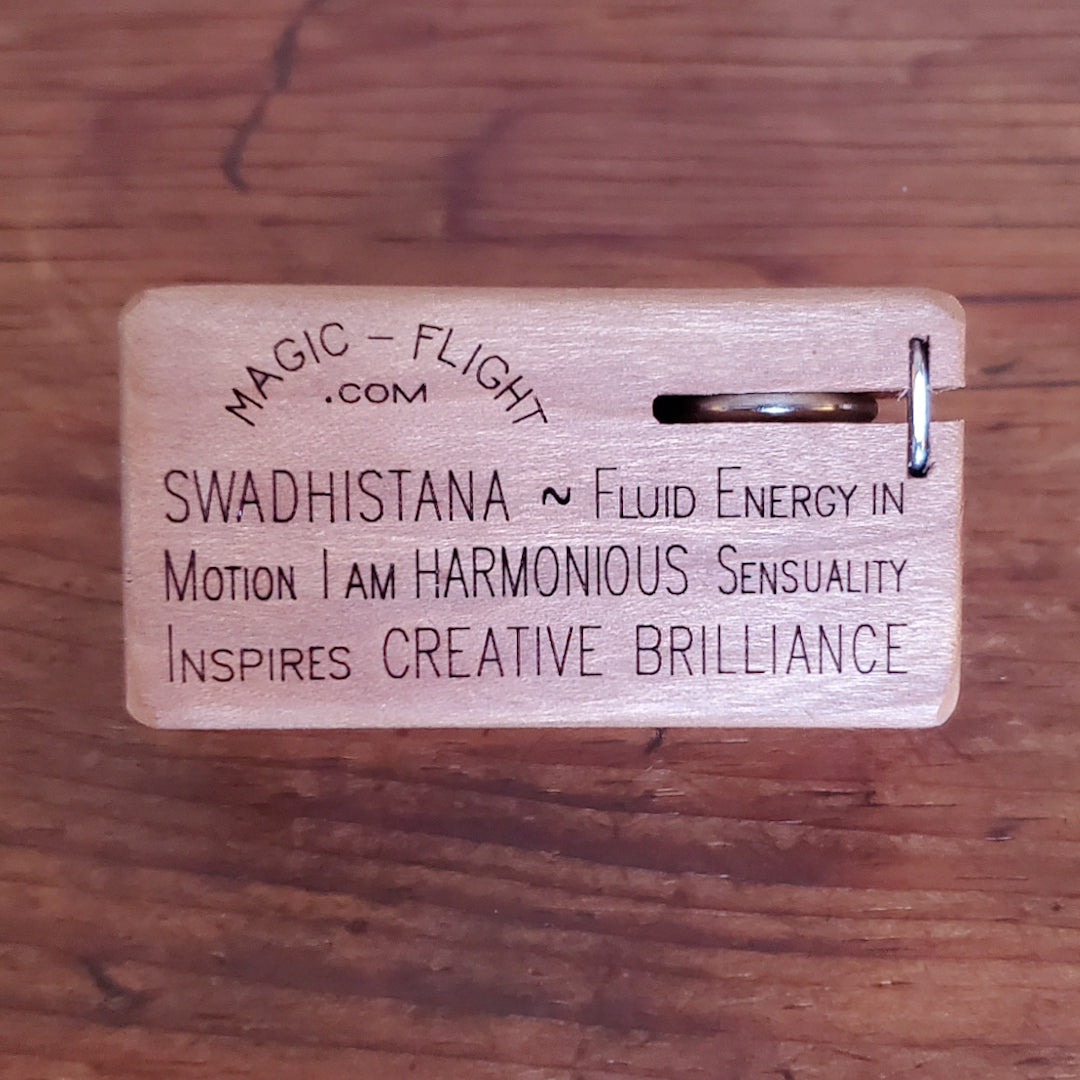 MAGIC - FLIGHT
.COM
SWADHISTANA ~ FLUID ENERGY IN
MOTION I AM HARMONIOUS SENSUALITY
INSPIRES CREATIVE BRILLIANCE